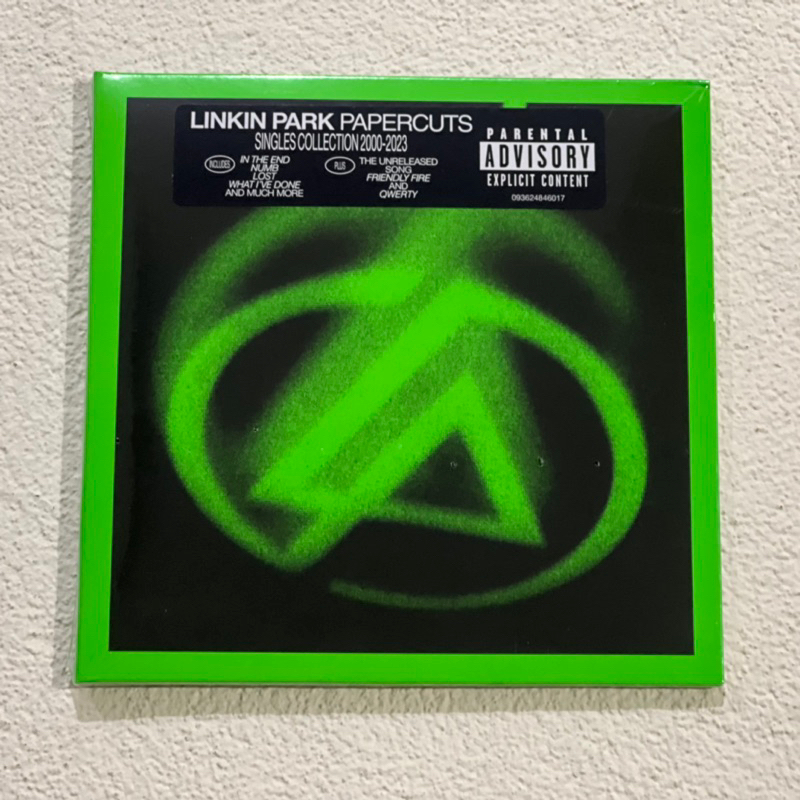 LINKIN PARK PAPERCUTS
SINGLES COLLECTION 2000-2023
INCLUDES
IN THE END
NUMB
LOST
WHAT I'VE DONE
AND MUCH MORE
PLUS
THE UNRELEASED
SONG
FRIENDLY FIRE
AND
QWERTY
PARENTAL
ADVISORY
EXPLICIT CONTENT
093624846017